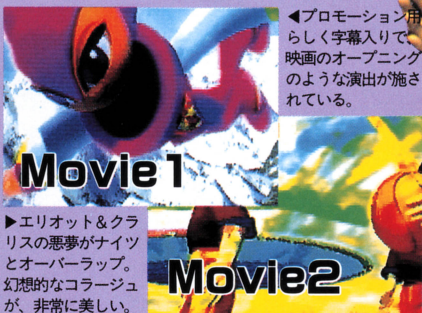 ◀プロモーション用
らしく字幕入りで、
映画のオープニング
のような演出が施さ
れている。
Movie1
▶エリオット＆クラ
リスの悪夢がナイツ
とオーバーラップ。
幻想的なコラージュ
が、非常に美しい。
Movie2